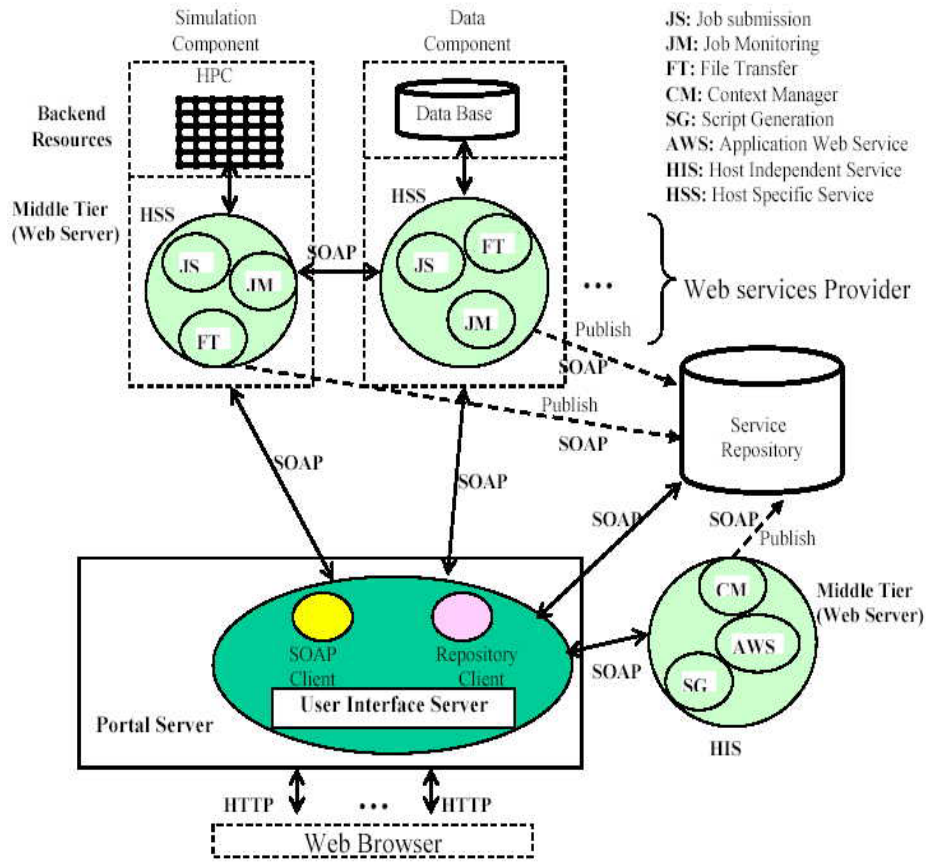 Simulation
Component
Data
Component
JS: Job submission
JM: Job Monitoring
FT: File Transfer
CM: Context Manager
SG: Script Generation
AWS: Application Web Service
HIS: Host Independent Service
HSS: Host Specific Service
HPC
Backend
Resources
Data Base
Middle Tier
(Web Server)
HSS
HSS
JS
JM
FT
SOAP
JS
FT
JM
...
Web services Provider
Publish
SOAP
Publish
SOAP
Service
Repository
SOAP
SOAP
SOAP
SOAP
Publish
CM
AWS
SG
Middle Tier
(Web Server)
HIS
SOAP
SOAP
Client
Repository
Client
User Interface Server
Portal Server
HTTP
...
HTTP
Web Browser